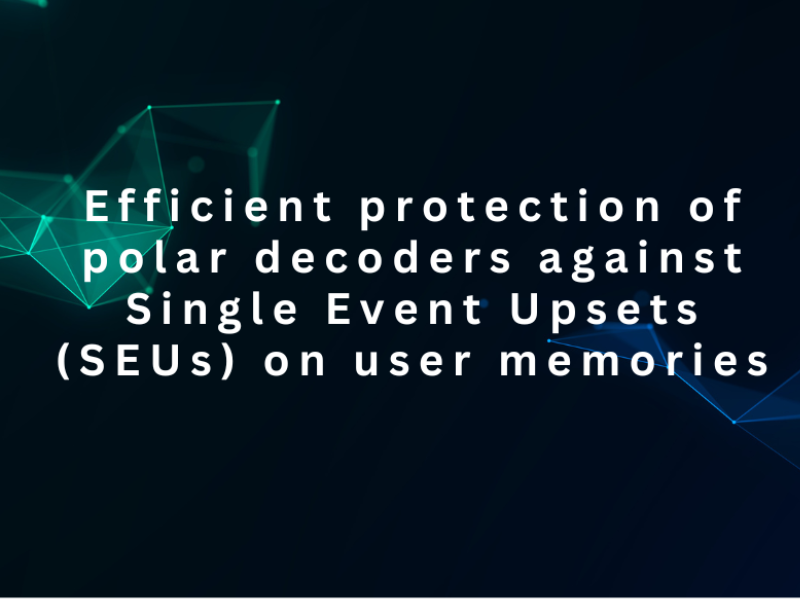 Efficient protection of
polar decoders against
Single Event Upsets
(SEUs) on user memories